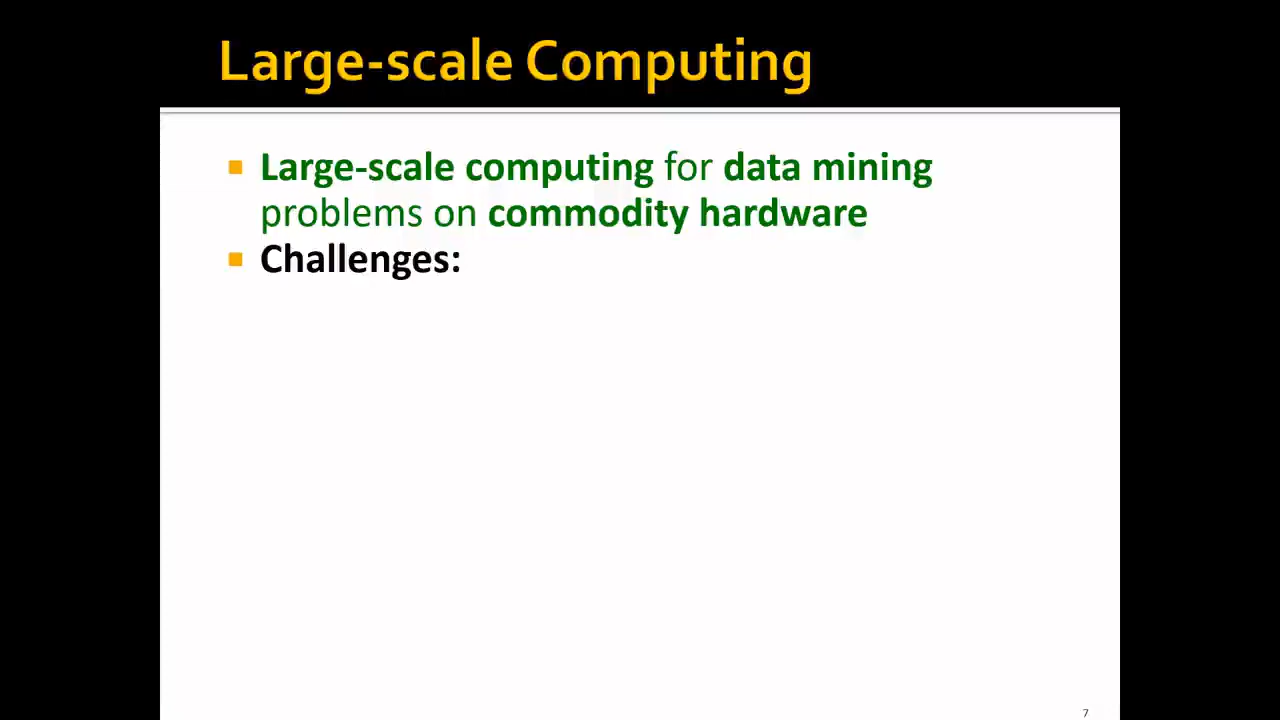 Large-scale Computing
Large-scale computing for data mining
problems on commodity hardware
Challenges:
7